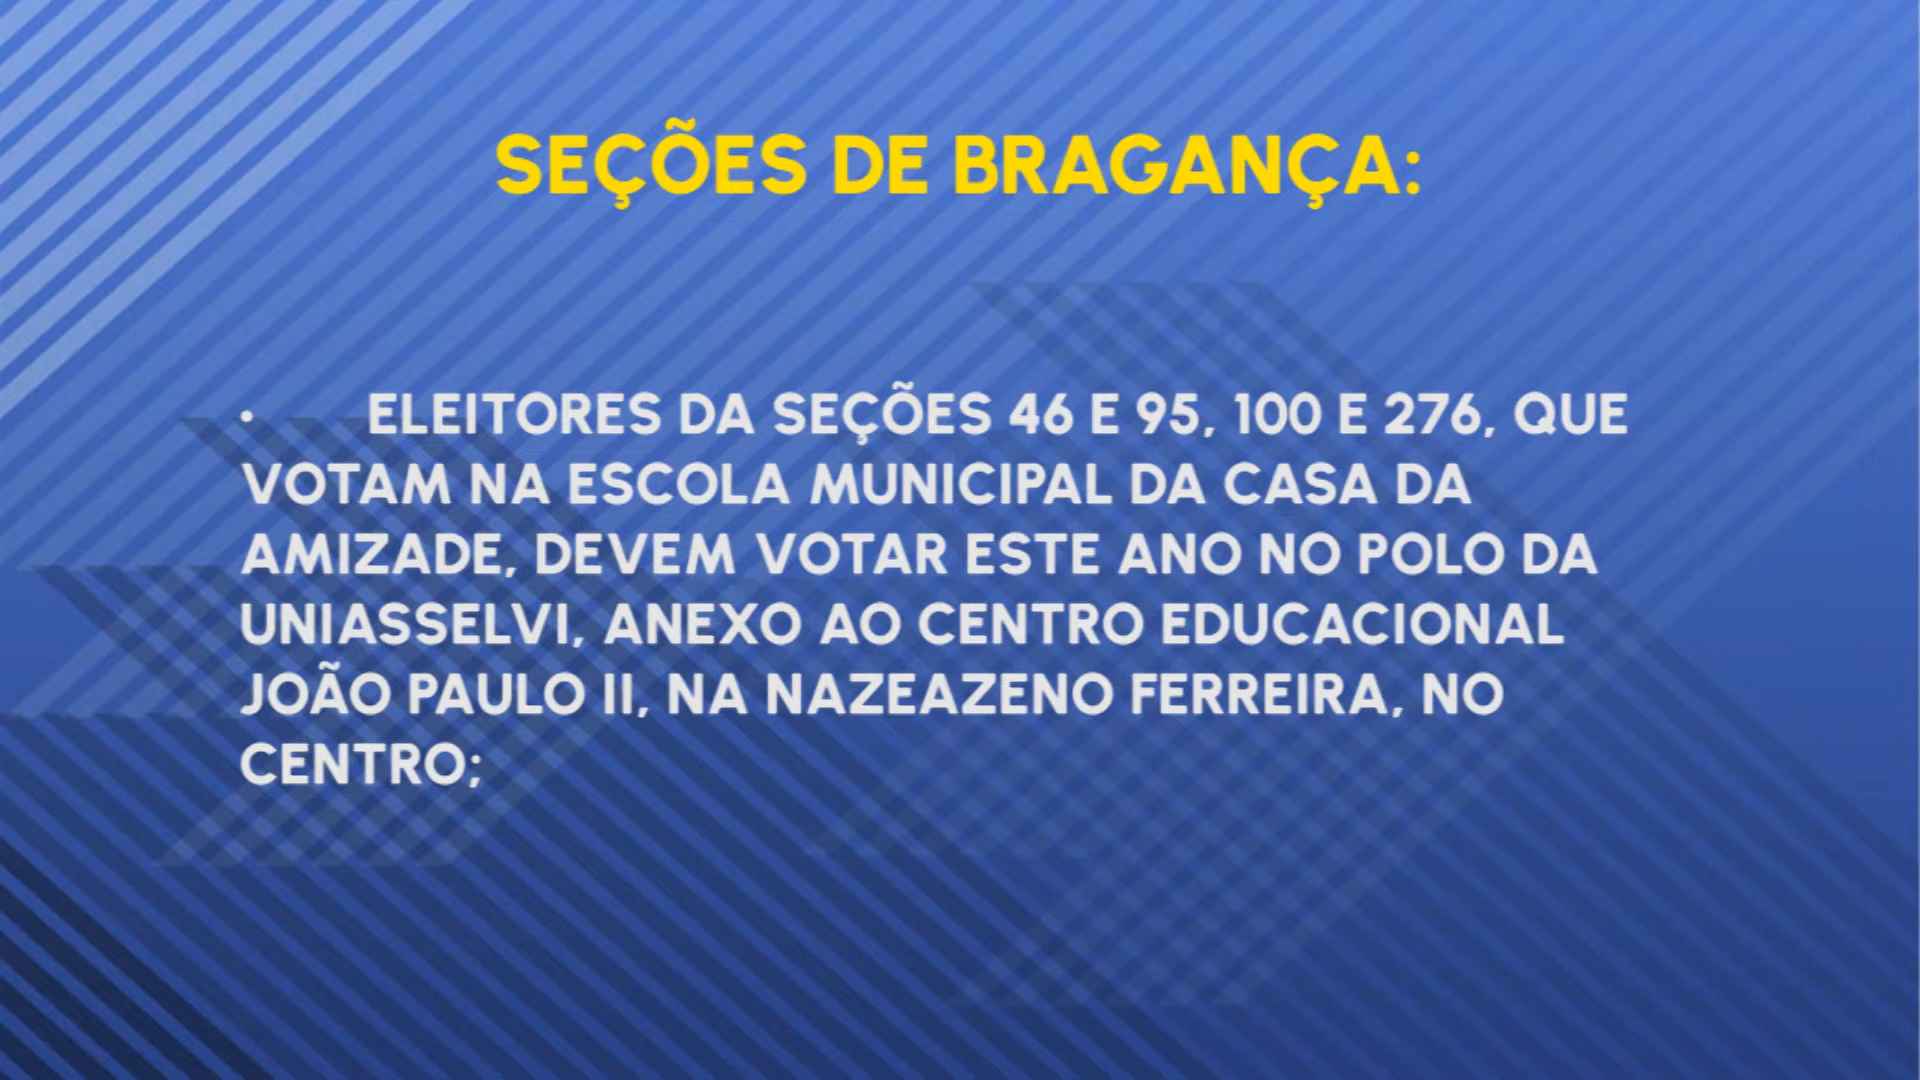 SEÇÕES DE BRAGANÇA:
• ELEITORES DA SEÇÕES 46 E 95, 100 E 276, QUE
VOTAM NA ESCOLA MUNICIPAL DA CASA DA
AMIZADE, DEVEM VOTAR ESTE ANO NO POLO DA
UNIASSELVI, ANEXO AO CENTRO EDUCACIONAL
JOÃO PAULO II, NA NAZEAZENO FERREIRA, NO
CENTRO;